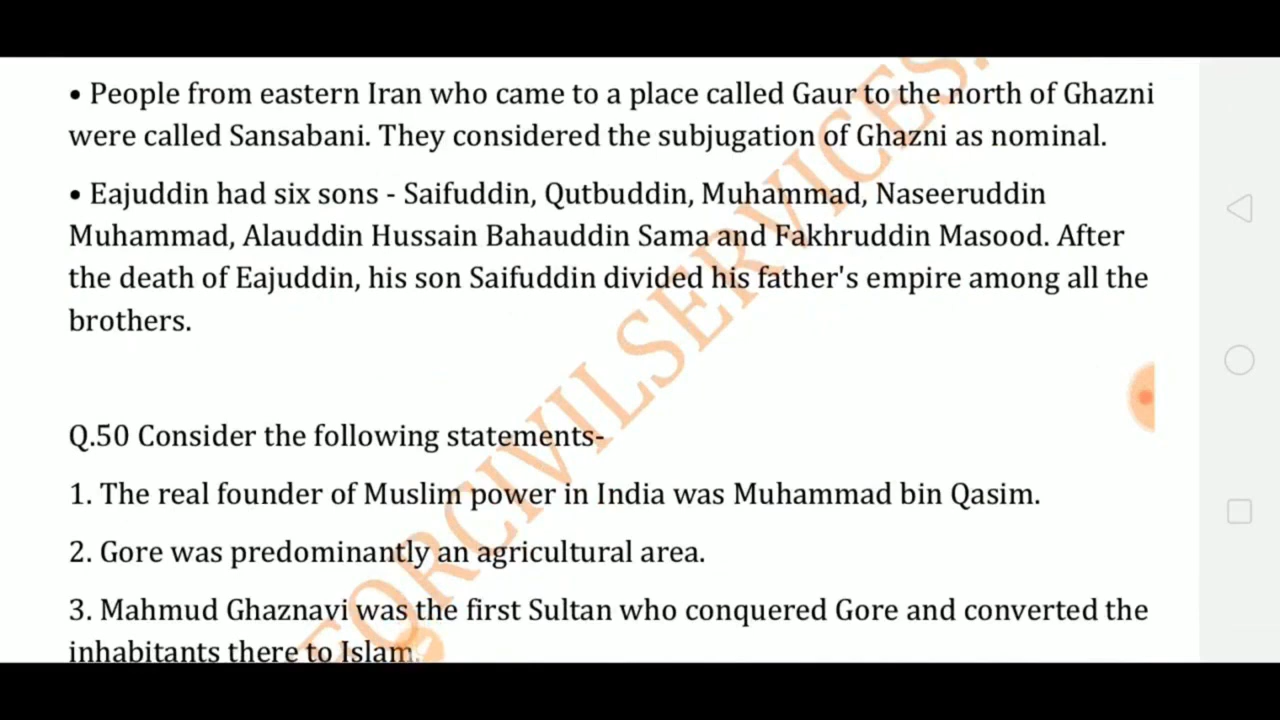 • People from eastern Iran who came to a place called Gaur to the north of Ghazni
were called Sansabani. They considered the subjugation of Ghazni as nominal.
• Eajuddin had six sons - Saifuddin, Qutbuddin, Muhammad, Naseeruddin
Muhammad, Alauddin Hussain Bahauddin Sama and Fakhruddin Masood. After
the death of Eajuddin, his son Saifuddin divided his father's empire among all the
brothers.
Q.50 Consider the following statements-
1. The real founder of Muslim power in India was Muhammad bin Qasim.
2. Gore was predominantly an agricultural area.
3. Mahmud Ghaznavi was the first Sultan who conquered Gore and converted the
inhabitants there to Islam.
FORCIVILSERVICES.